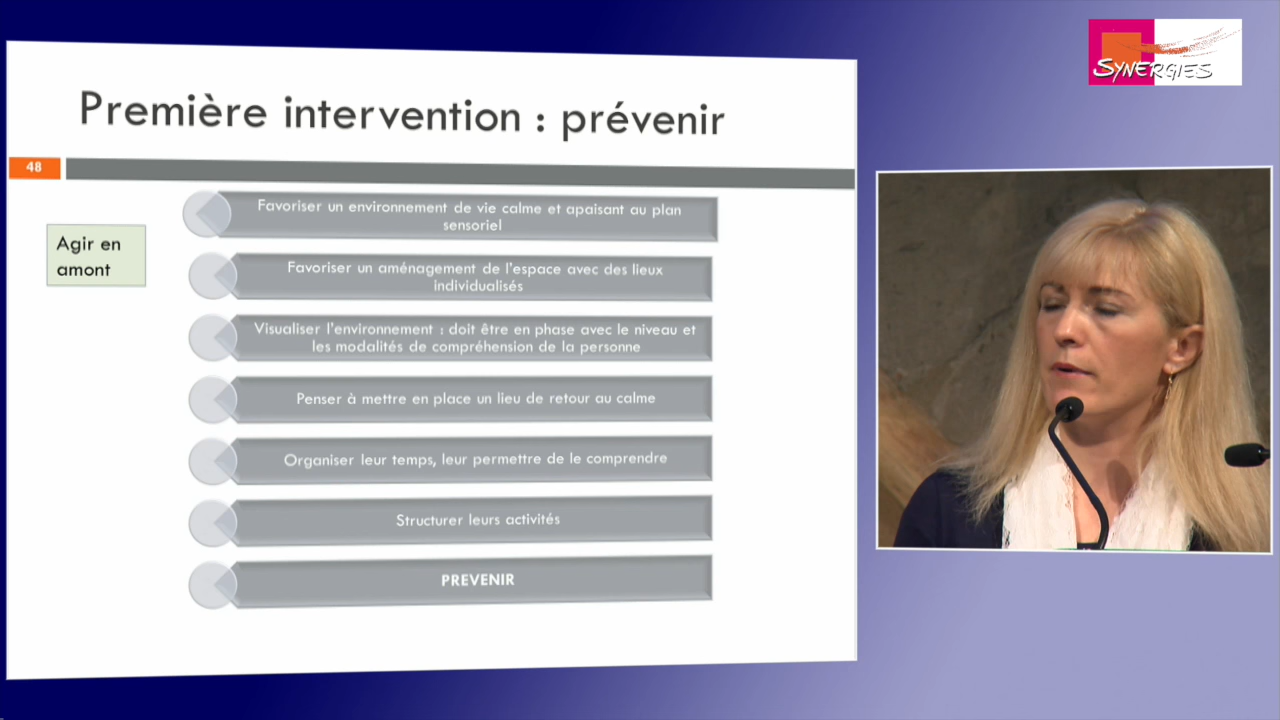 SYNERGIES
Première intervention : prévenir
48
Agir en
amont
Favoriser un environnement de vie calme et apaisant au plan
sensoriel
Favoriser un aménagement de l'espace avec des lieux
individualisés
Visualiser l'environnement : doit être en phase avec le niveau et
les modalités de compréhension de la personne
Penser à mettre en place un lieu de retour au calme
Organiser leur temps, leur permettre de le comprendre
Structurer leurs activités
PREVENIR